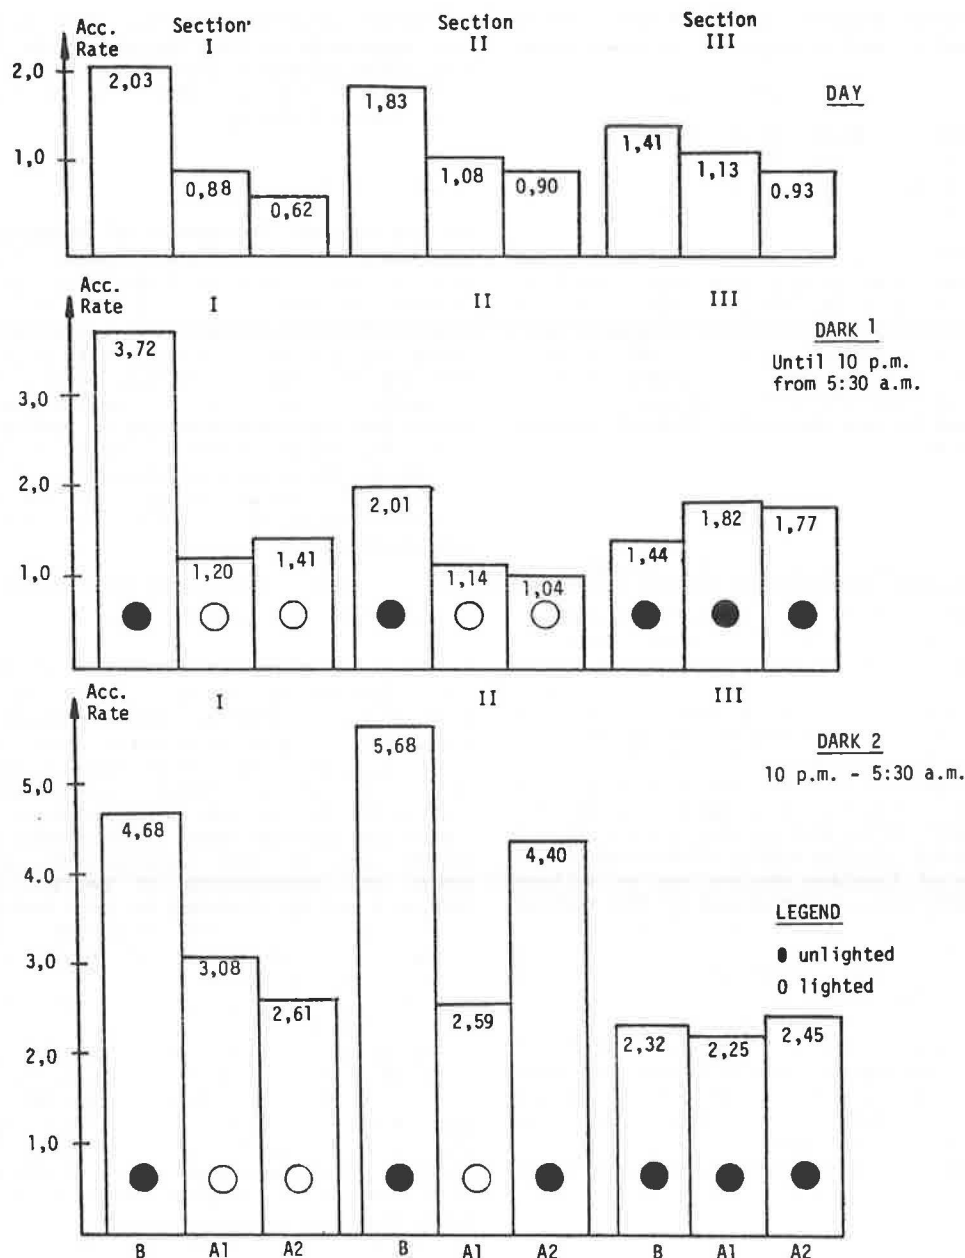 Acc.
Rate
Section
I
Section
II
Section
III
DAY
2,0
1,0
2,03
0,88
0,62
1,83
1,08
0,90
1,41
1,13
0.93
Acc.
Rate
I
II
III
DARK 1
Until 10 p.m.
from 5:30 a.m.
3,0
2,0
1,0
3,72
1,20
1,41
2,01
1,14
1,04
1,44
1,82
1,77
Acc.
Rate
I
II
III
DARK 2
10 p.m. - 5:30 a.m.
5,0
4.0
3,0
2,0
1,0
4,68
3,08
2,61
5,68
2,59
4,40
2,32
2,25
2,45
LEGEND
unlighted
lighted
B A1 A2 B A1 A2 B A1 A2